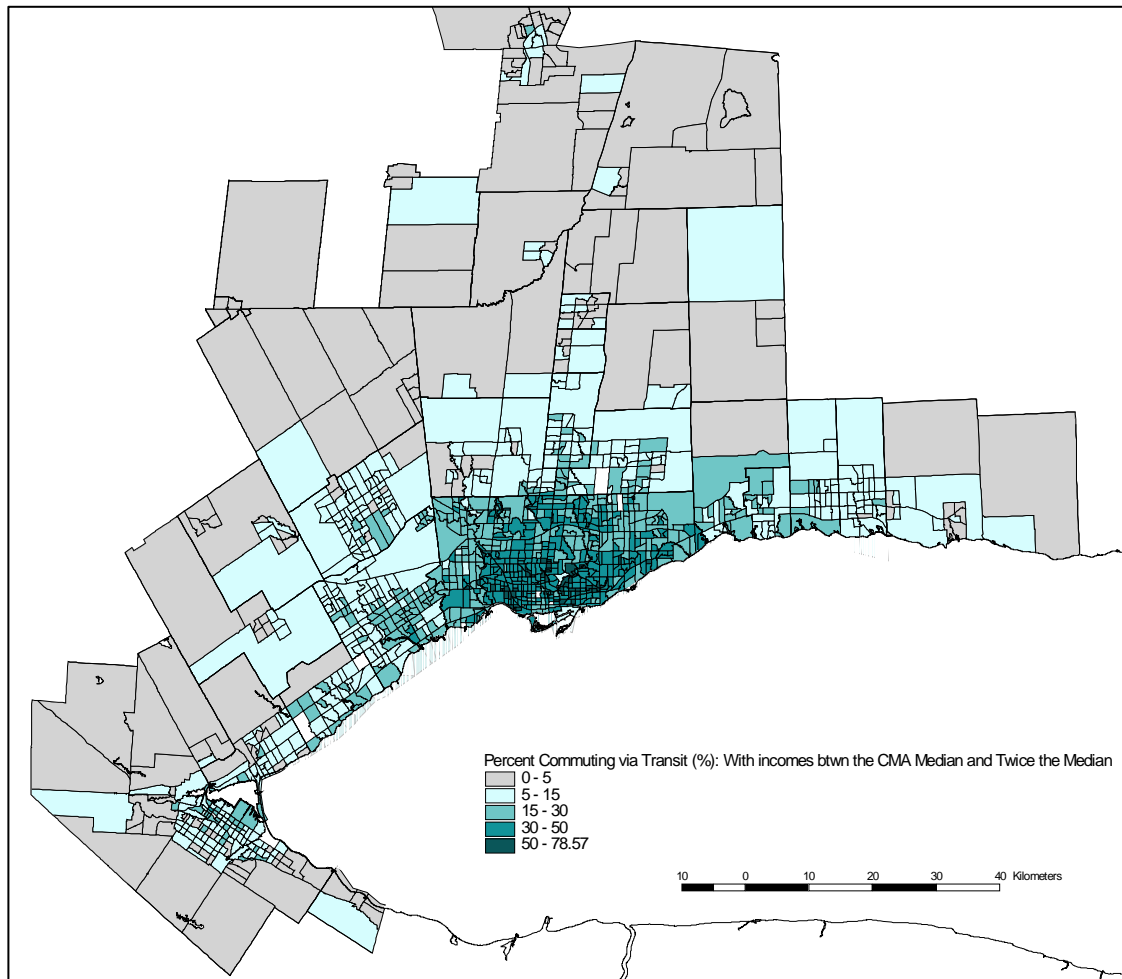 Percent Commuting via Transit (%): With incomes btwn the CMA Median and Twice the Median
0 - 5
5 - 15
15 - 30
30 - 50
50 - 78.57
10 0 10 20 30 40 Kilometers